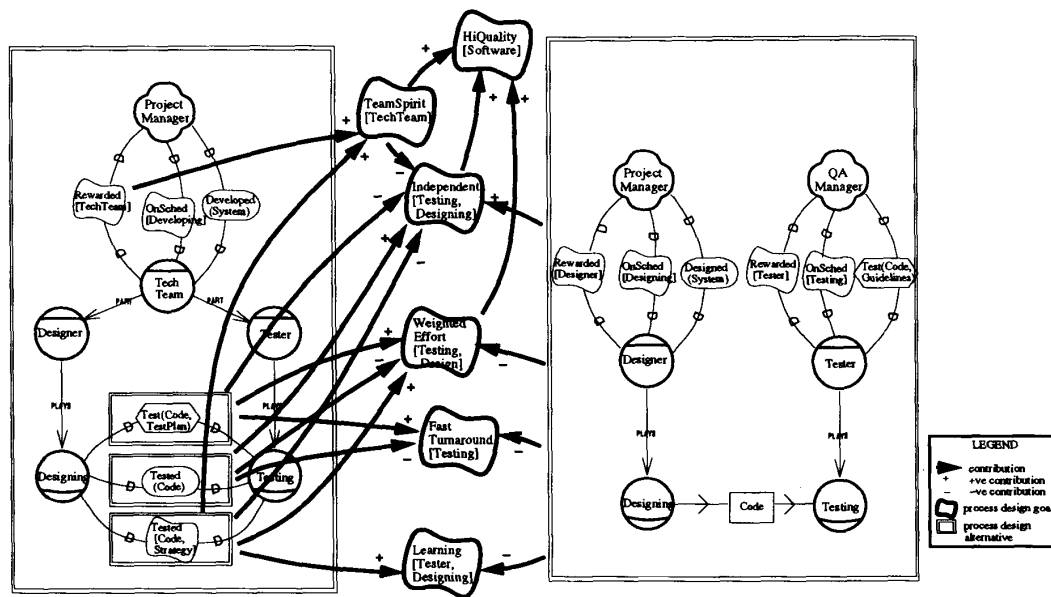 HiQuality
[Software]
+
+
+
TeamSpirit
[TechTeam]
+
+
−
−
Independent
[Testing,
Designing]
+
+
−
Project
Manager
Rewarded
[TechTeam]
OnSched
[Developing]
Developed
(System)
Tech
Team
PART
PART
Designer
Tester
PLAYS
PLAYS
Test(Code,
TestPlan)
Designing
Tested
(Code)
Testing
Tested
[Code,
Strategy]
Weighted
Effort
[Testing,
Design]
+
−
+
−
Fast
Turnaround
[Testing]
+
−
−
Learning
[Tester,
Designing]
+
−
Project
Manager
QA
Manager
Rewarded
[Designer]
OnSched
[Designing]
Designed
(System)
Rewarded
[Tester]
OnSched
[Testing]
Test(Code,
Guidelines)
Designer
Tester
PLAYS
PLAYS
Designing
Code
Testing
LEGEND
contribution
+ +ve contribution
− −ve contribution
process design goal
process design
alternative